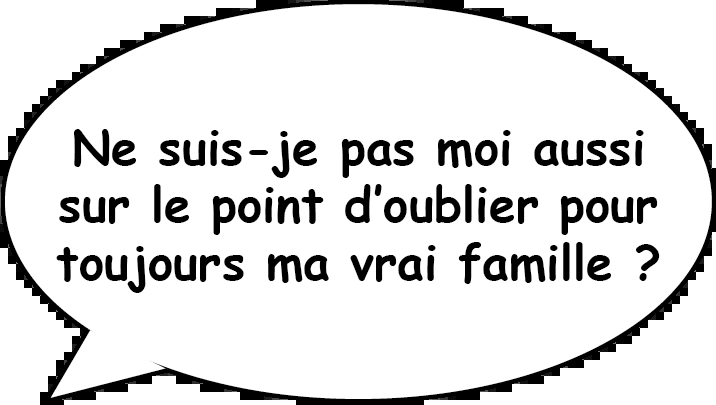 Ne suis-je pas moi aussi
sur le point d'oublier pour
toujours ma vrai famille ?